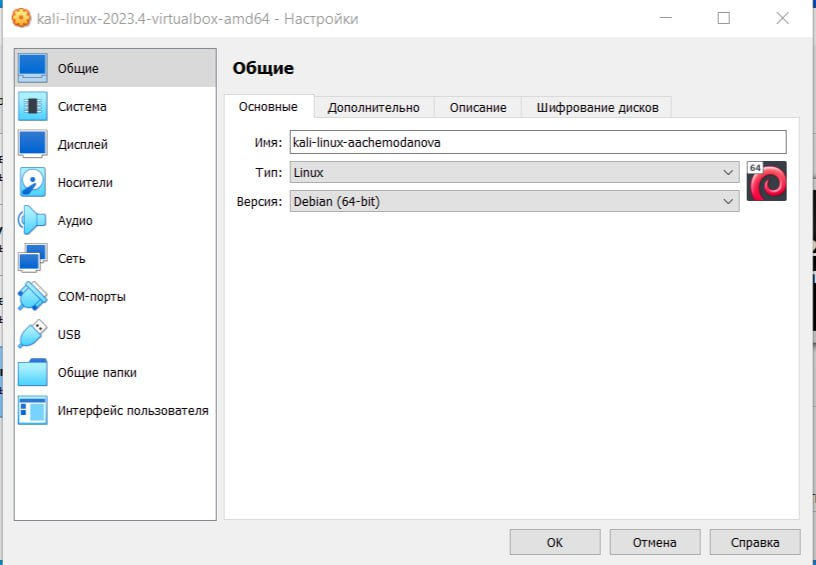 kali-linux-2023.4-virtualbox-amd64 - Настройки
Общие
Система
Дисплей
Носители
Аудио
Сеть
COM-порты
USB
Общие папки
Интерфейс пользователя
Общие
Основные Дополнительно Описание Шифрование дисков
Имя: kali-linux-aachemodanova
Тип: Linux
64
Версия: Debian (64-bit)
OK Отмена Справка